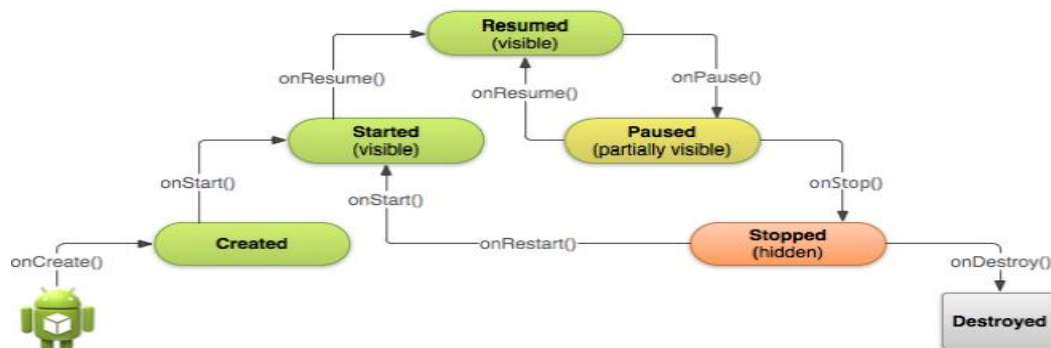 Resumed
(visible)
onResume()
onPause()
onResume()
Started
(visible)
Paused
(partially visible)
onStart()
onStart()
onStop()
Created
onRestart()
Stopped
(hidden)
onCreate()
onDestroy()
Destroyed